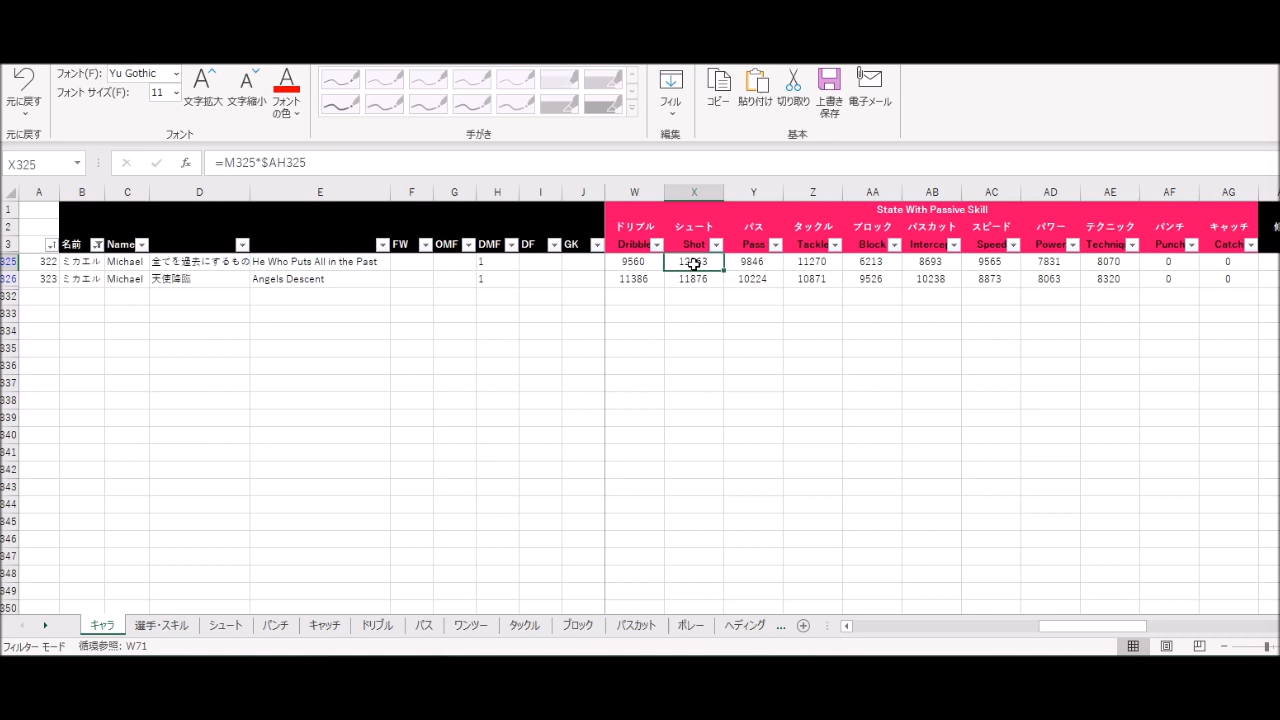 フォント(F): Yu Gothic
フォント サイズ(F): 11
元に戻す
文字拡大 文字縮小 フォントの色
フィル
コピー 貼り付け 切り取り 上書き保存 電子メール
元に戻す フォント 手がき 編集 基本
X325 fx =M325*$AH325
A B C D E F G H I J W X Y Z AA AB AC AD AE AF AG
1 State With Passive Skill
2 ドリブル シュート パス タックル ブロック パスカット スピード パワー テクニック パンチ キャッチ
3 名前 Name FW OMF DMF DF GK Dribble Shot Pass Tackle Block Intercep Speed Power Techniq Punch Catch
325 322 ミカエル Michael 全てを過去にするもの He Who Puts All in the Past 1 9560 9846 11270 6213 8693 9565 7831 8070 0 0
326 323 ミカエル Michael 天使降臨 Angels Descent 1 11386 11876 10224 10871 9526 10238 8873 8063 8320 0 0
332
333
334
335
336
337
338
339
340
341
342
343
344
345
346
347
348
349
350
キャラ 選手・スキル シュート パンチ キャッチ ドリブル パス ワンツー タックル ブロック パスカット ボレー ヘディング ...
フィルター モード 循環参照: W71